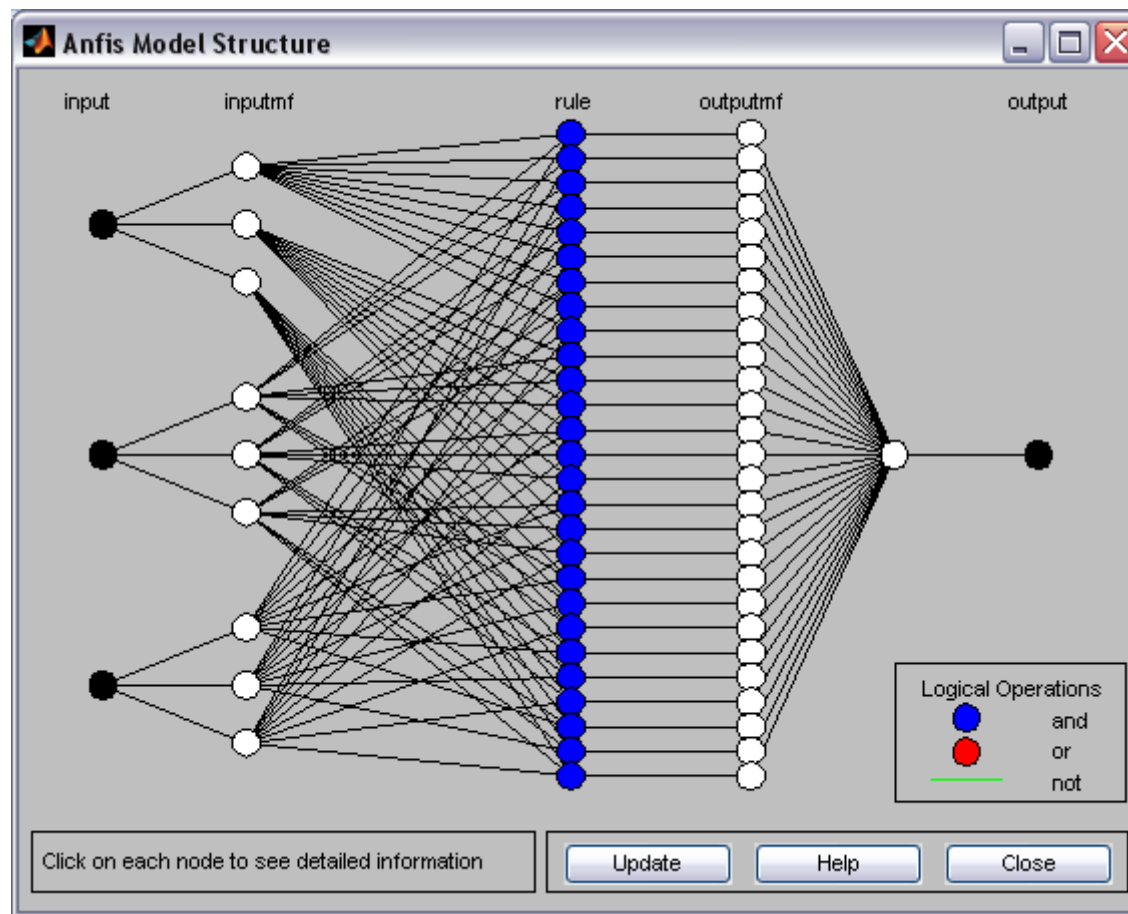 Anfis Model Structure
input inputmf rule outputmf output
Logical Operations
and
or
not
Click on each node to see detailed information
Update Help Close